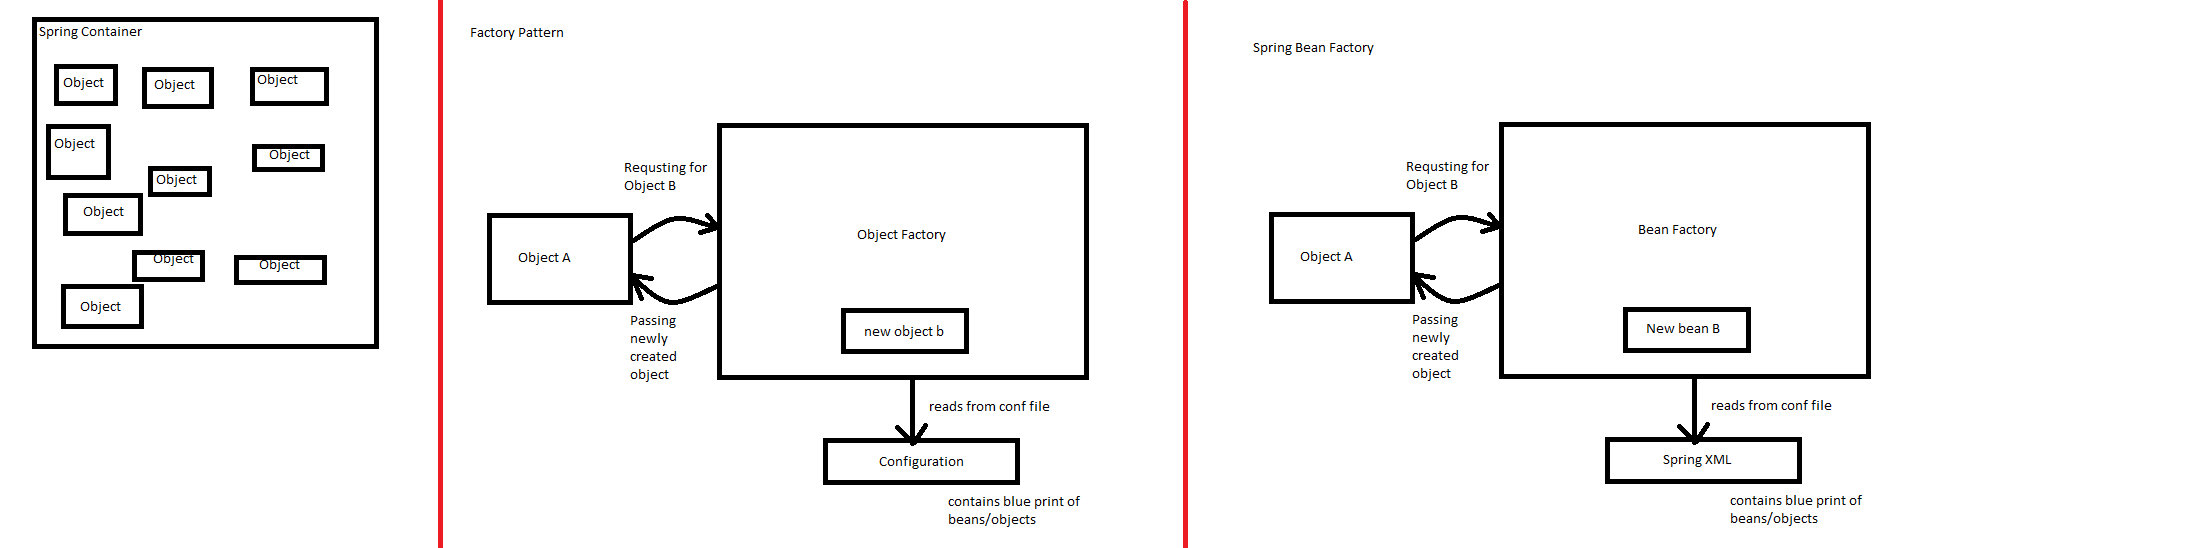 Spring Container
Object
Object
Object
Object
Object
Object
Object
Object
Object
Object
Factory Pattern
Requsting for
Object B
Object A
Object Factory
Passing
newly
created
object
new object b
reads from conf file
Configuration
contains blue print of
beans/objects
Spring Bean Factory
Requsting for
Object B
Object A
Bean Factory
Passing
newly
created
object
New bean B
reads from conf file
Spring XML
contains blue print of
beans/objects